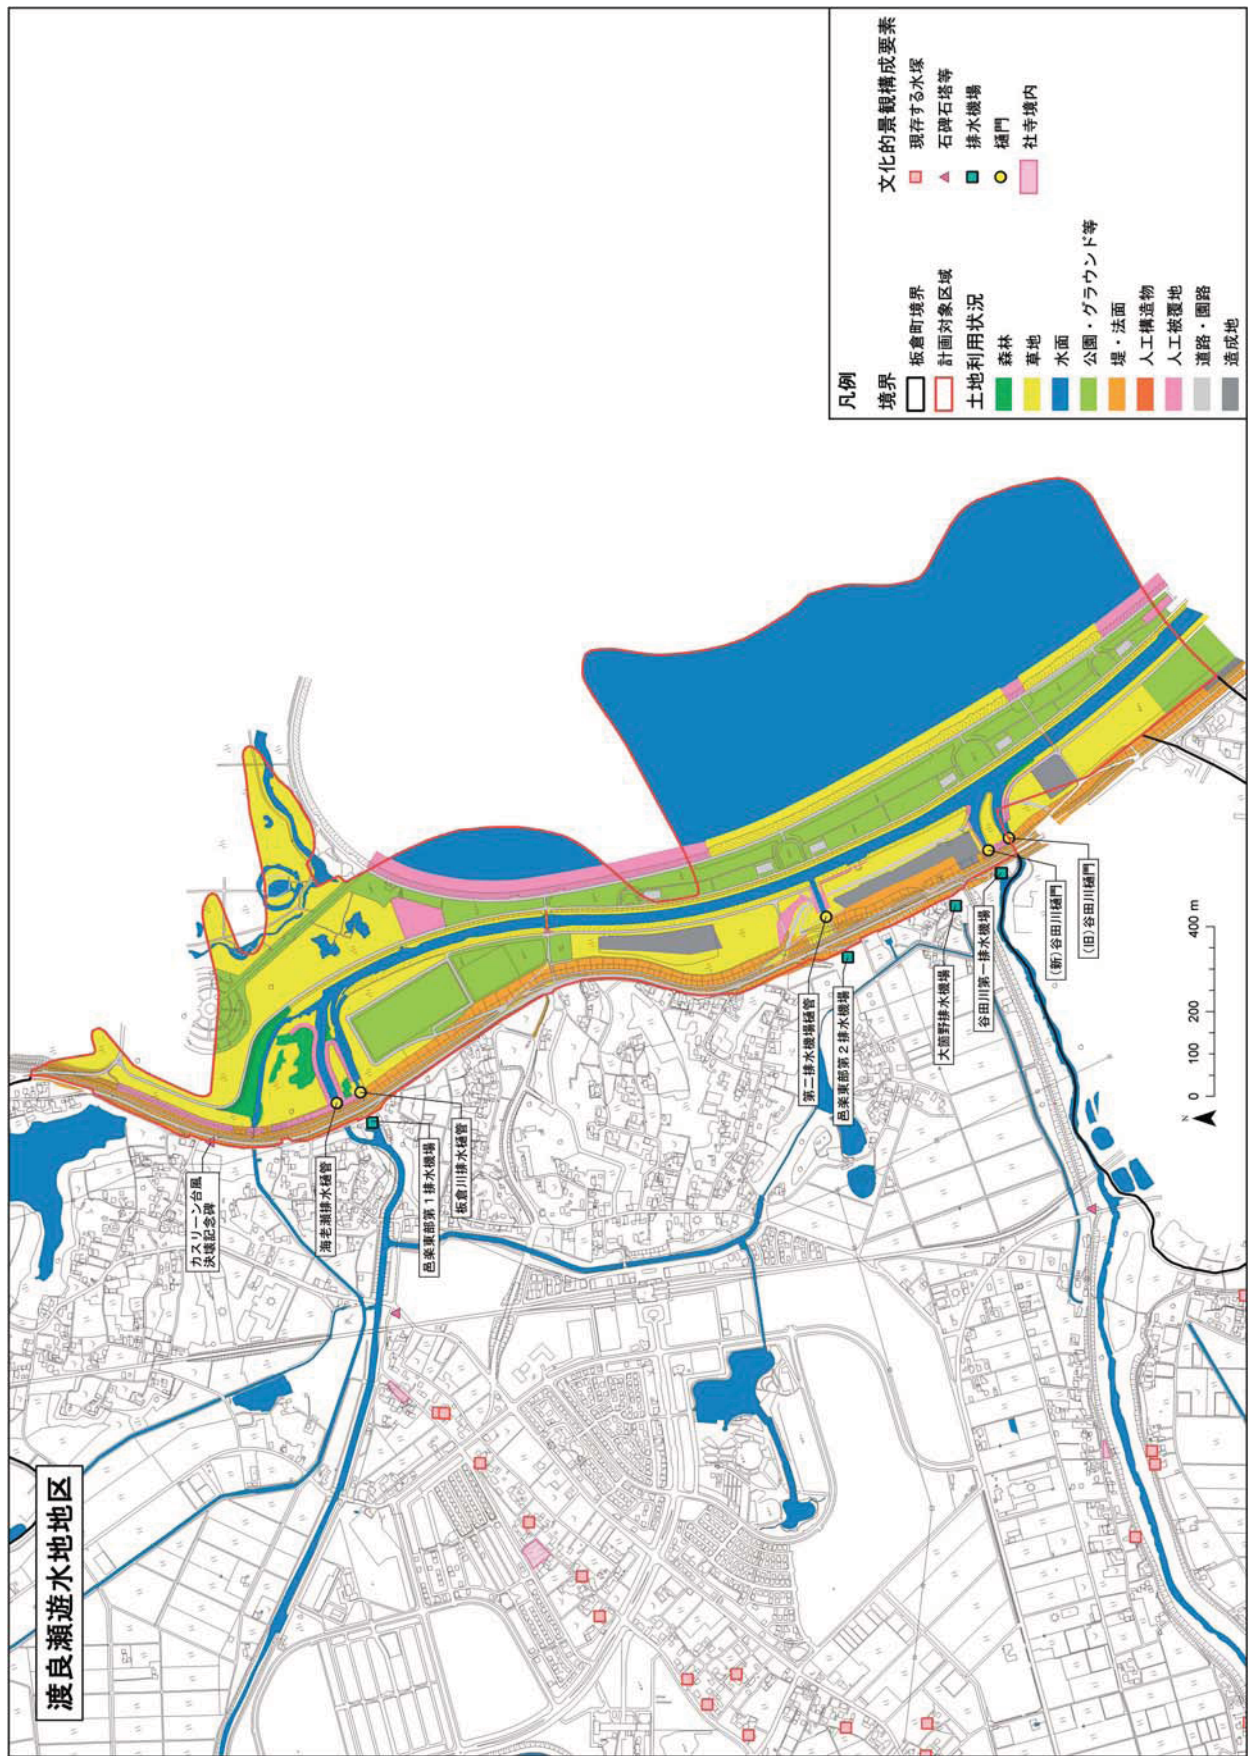 渡良瀬遊水地地区
カスリーン台風
決壊記念碑
海老瀬排水樋管
邑楽東部第1排水機場
板倉川排水樋管
第二排水機場樋管
邑楽東部第2排水機場
大箇野排水機場
谷田川第一排水機場
(新)谷田川樋門
(旧)谷田川樋門
N
0 100 200 400 m
凡例
境界
板倉町境界
計画対象区域
土地利用状況
森林
草地
水面
公園・グラウンド等
堤・法面
人工構造物
人工被覆地
道路・園路
造成地
文化的景観構成要素
現存する水塚
石碑石塔等
排水機場
樋門
社寺境内